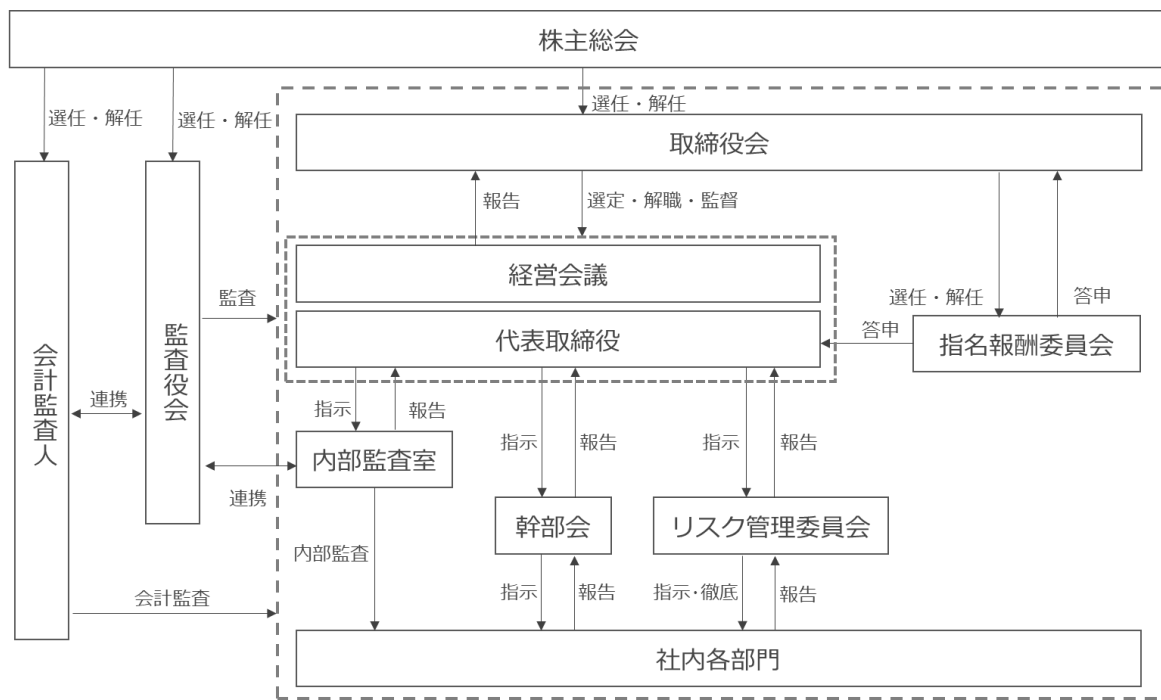 株主総会
選任・解任
選任・解任
選任・解任
取締役会
報告
選定・解職・監督
経営会議
選任・解任
答申
監査
代表取締役
答申
指名報酬委員会
会計監査人
監査役会
連携
指示
報告
指示
報告
指示
報告
内部監査室
連携
幹部会
リスク管理委員会
内部監査
指示
報告
指示・徹底
報告
会計監査
社内各部門